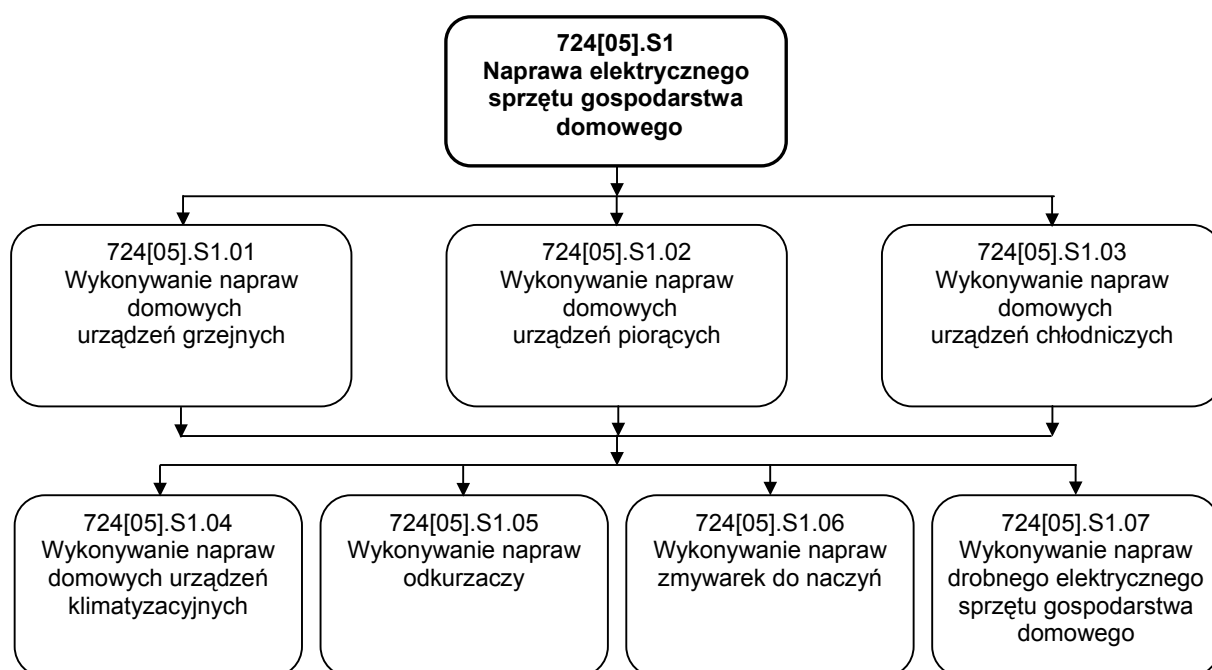 724[05].S1
Naprawa elektrycznego
sprzętu gospodarstwa
domowego
724[05].S1.01
Wykonywanie napraw
domowych
urządzeń grzejnych
724[05].S1.02
Wykonywanie napraw
domowych
urządzeń piorących
724[05].S1.03
Wykonywanie napraw
domowych
urządzeń chłodniczych
724[05].S1.04
Wykonywanie napraw
domowych urządzeń
klimatyzacyjnych
724[05].S1.05
Wykonywanie napraw
odkurzaczy
724[05].S1.06
Wykonywanie napraw
zmywarek do naczyń
724[05].S1.07
Wykonywanie napraw
drobnego elektrycznego
sprzętu gospodarstwa
domowego